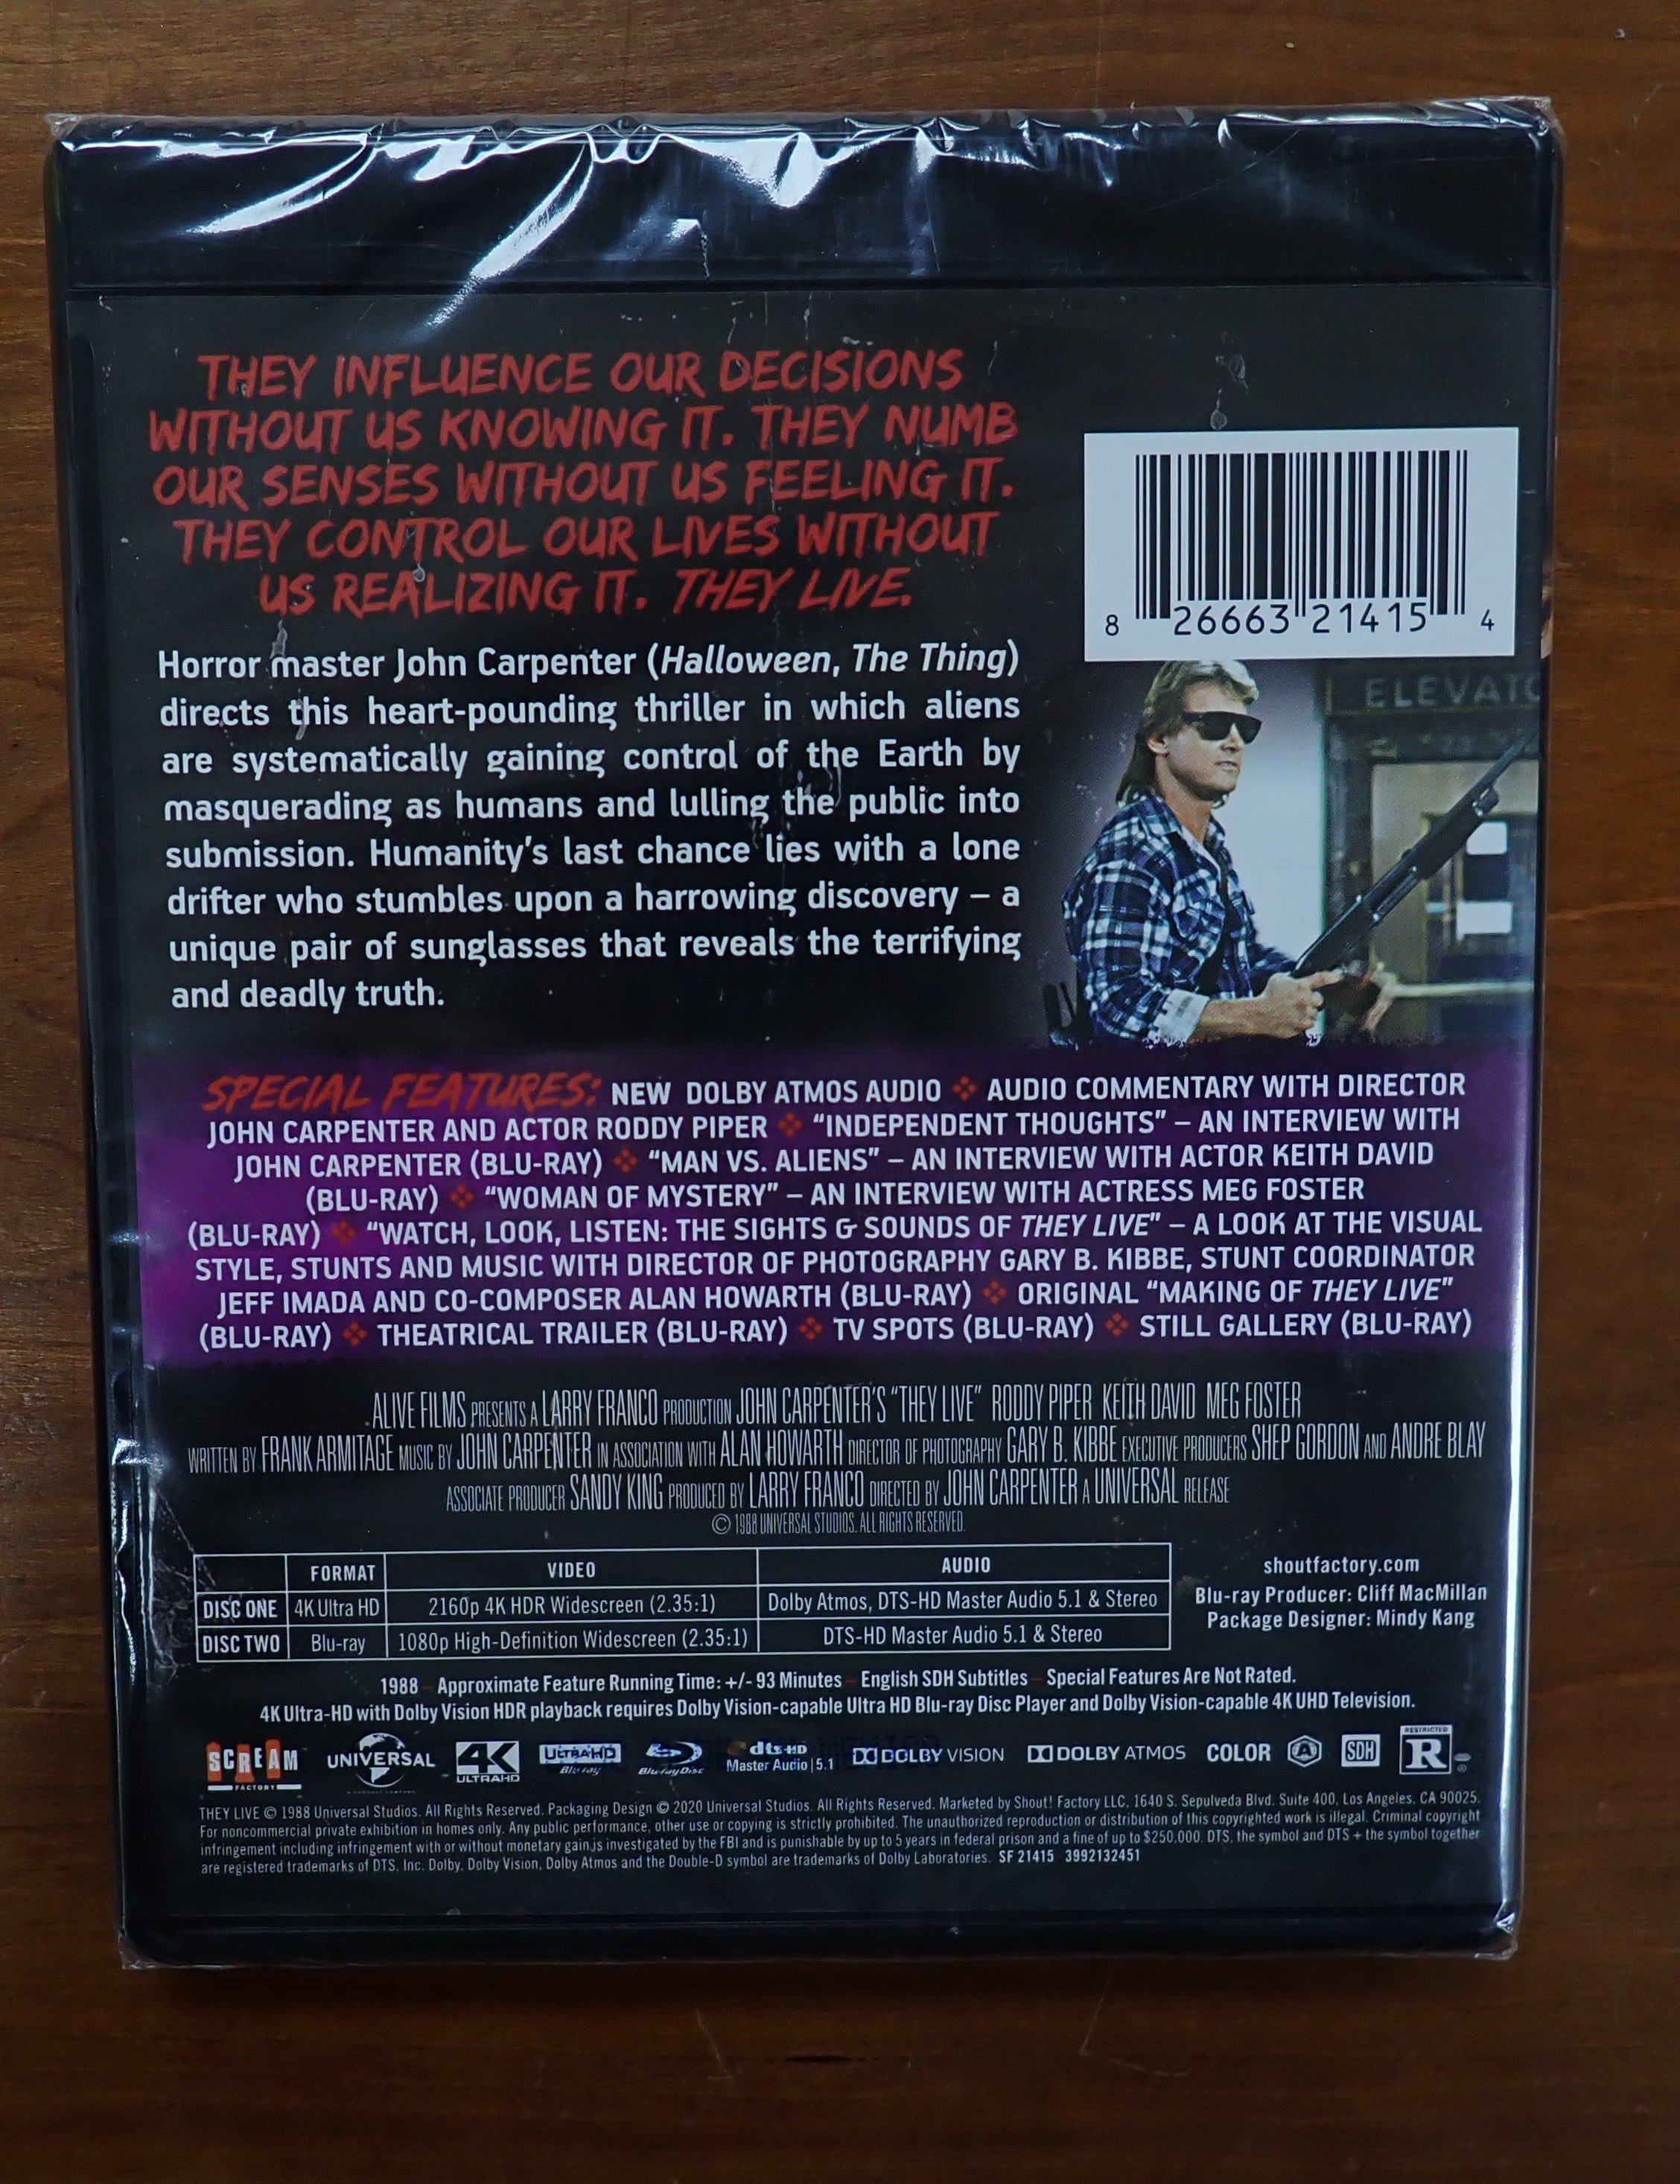 THEY INFLUENCE OUR DECISIONS
WITHOUT US KNOWING IT. THEY NUMB
OUR SENSES WITHOUT US FEELING IT.
THEY CONTROL OUR LIVES WITHOUT
US REALIZING IT. THEY LIVE.
8 26663 21415 4
Horror master John Carpenter (Halloween, The Thing)
directs this heart-pounding thriller in which aliens
are systematically gaining control of the Earth by
masquerading as humans and lulling the public into
submission. Humanity's last chance lies with a lone
drifter who stumbles upon a harrowing discovery – a
unique pair of sunglasses that reveals the terrifying
and deadly truth.
ELEVATO
SPECIAL FEATURES: NEW DOLBY ATMOS AUDIO ❖ AUDIO COMMENTARY WITH DIRECTOR
JOHN CARPENTER AND ACTOR RODDY PIPER ❖ “INDEPENDENT THOUGHTS” – AN INTERVIEW WITH
JOHN CARPENTER (BLU-RAY) ❖ “MAN VS. ALIENS” – AN INTERVIEW WITH ACTOR KEITH DAVID
(BLU-RAY) ❖ “WOMAN OF MYSTERY” – AN INTERVIEW WITH ACTRESS MEG FOSTER
(BLU-RAY) ❖ “WATCH, LOOK, LISTEN: THE SIGHTS & SOUNDS OF THEY LIVE” – A LOOK AT THE VISUAL
STYLE, STUNTS AND MUSIC WITH DIRECTOR OF PHOTOGRAPHY GARY B. KIBBE, STUNT COORDINATOR
JEFF IMADA AND CO-COMPOSER ALAN HOWARTH (BLU-RAY) ❖ ORIGINAL “MAKING OF THEY LIVE”
(BLU-RAY) ❖ THEATRICAL TRAILER (BLU-RAY) ❖ TV SPOTS (BLU-RAY) ❖ STILL GALLERY (BLU-RAY)
ALIVE FILMS PRESENTS A LARRY FRANCO PRODUCTION JOHN CARPENTER'S “THEY LIVE” RODDY PIPER KEITH DAVID MEG FOSTER
WRITTEN BY FRANK ARMITAGE MUSIC BY JOHN CARPENTER IN ASSOCIATION WITH ALAN HOWARTH DIRECTOR OF PHOTOGRAPHY GARY B. KIBBE EXECUTIVE PRODUCERS SHEP GORDON AND ANDRE BLAY
ASSOCIATE PRODUCER SANDY KING PRODUCED BY LARRY FRANCO DIRECTED BY JOHN CARPENTER A UNIVERSAL RELEASE
© 1988 UNIVERSAL STUDIOS. ALL RIGHTS RESERVED.
FORMAT VIDEO AUDIO
DISC ONE 4K Ultra HD 2160p 4K HDR Widescreen (2.35:1) Dolby Atmos, DTS-HD Master Audio 5.1 & Stereo
DISC TWO Blu-ray 1080p High-Definition Widescreen (2.35:1) DTS-HD Master Audio 5.1 & Stereo
shoutfactory.com
Blu-ray Producer: Cliff MacMillan
Package Designer: Mindy Kang
1988 – Approximate Feature Running Time: +/- 93 Minutes – English SDH Subtitles – Special Features Are Not Rated.
4K Ultra-HD with Dolby Vision HDR playback requires Dolby Vision-capable Ultra HD Blu-ray Disc Player and Dolby Vision-capable 4K UHD Television.
SCREAM FACTORY UNIVERSAL 4K ULTRAHD ULTRAHD Blu-ray Blu-rayDisc dts-HD Master Audio | 5.1 DOLBY VISION DOLBY ATMOS COLOR A SDH RESTRICTED R
THEY LIVE © 1988 Universal Studios. All Rights Reserved. Packaging Design © 2020 Universal Studios. All Rights Reserved. Marketed by Shout! Factory LLC, 1640 S. Sepulveda Blvd. Suite 400, Los Angeles, CA 90025.
For noncommercial private exhibition in homes only. Any public performance, other use or copying is strictly prohibited. The unauthorized reproduction or distribution of this copyrighted work is illegal. Criminal copyright
infringement including infringement with or without monetary gain,is investigated by the FBI and is punishable by up to 5 years in federal prison and a fine of up to $250,000. DTS, the symbol and DTS + the symbol together
are registered trademarks of DTS, Inc. Dolby, Dolby Vision, Dolby Atmos and the Double-D symbol are trademarks of Dolby Laboratories. SF 21415 3992132451